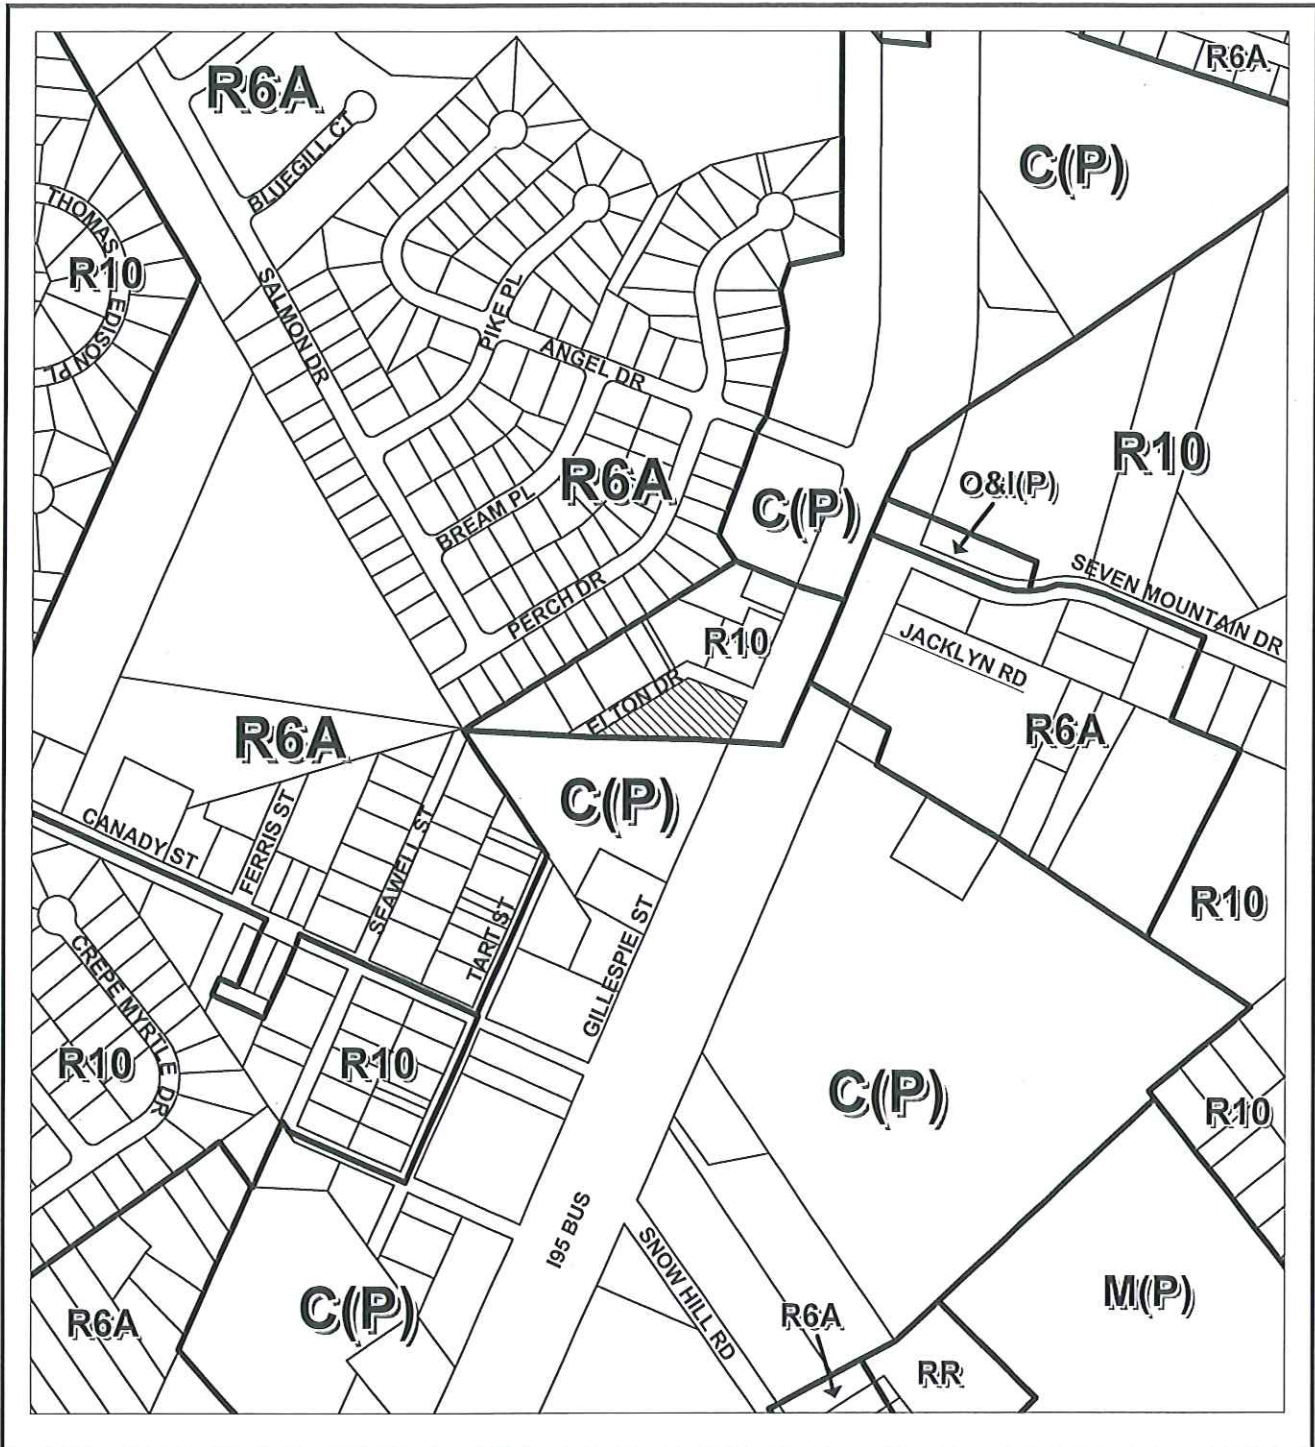 R6A
R6A
C(P)
BLUEGILL CT
THOMAS EDISON PL
R10
SALMON DR
PIKE PL
ANGEL DR
R10
R6A
O&I(P)
C(P)
BREAM PL
SEVEN MOUNTAIN DR
PERCH DR
R10
JACKLYN RD
ELTON DR
R6A
R6A
C(P)
CANADY ST
FERRIS ST
SEAWELL ST
TART ST
R10
GILLESPIE ST
CREPE MYRTLE DR
R10
R10
C(P)
R10
I95 BUS
SNOW HILL RD
M(P)
C(P)
R6A
R6A
RR